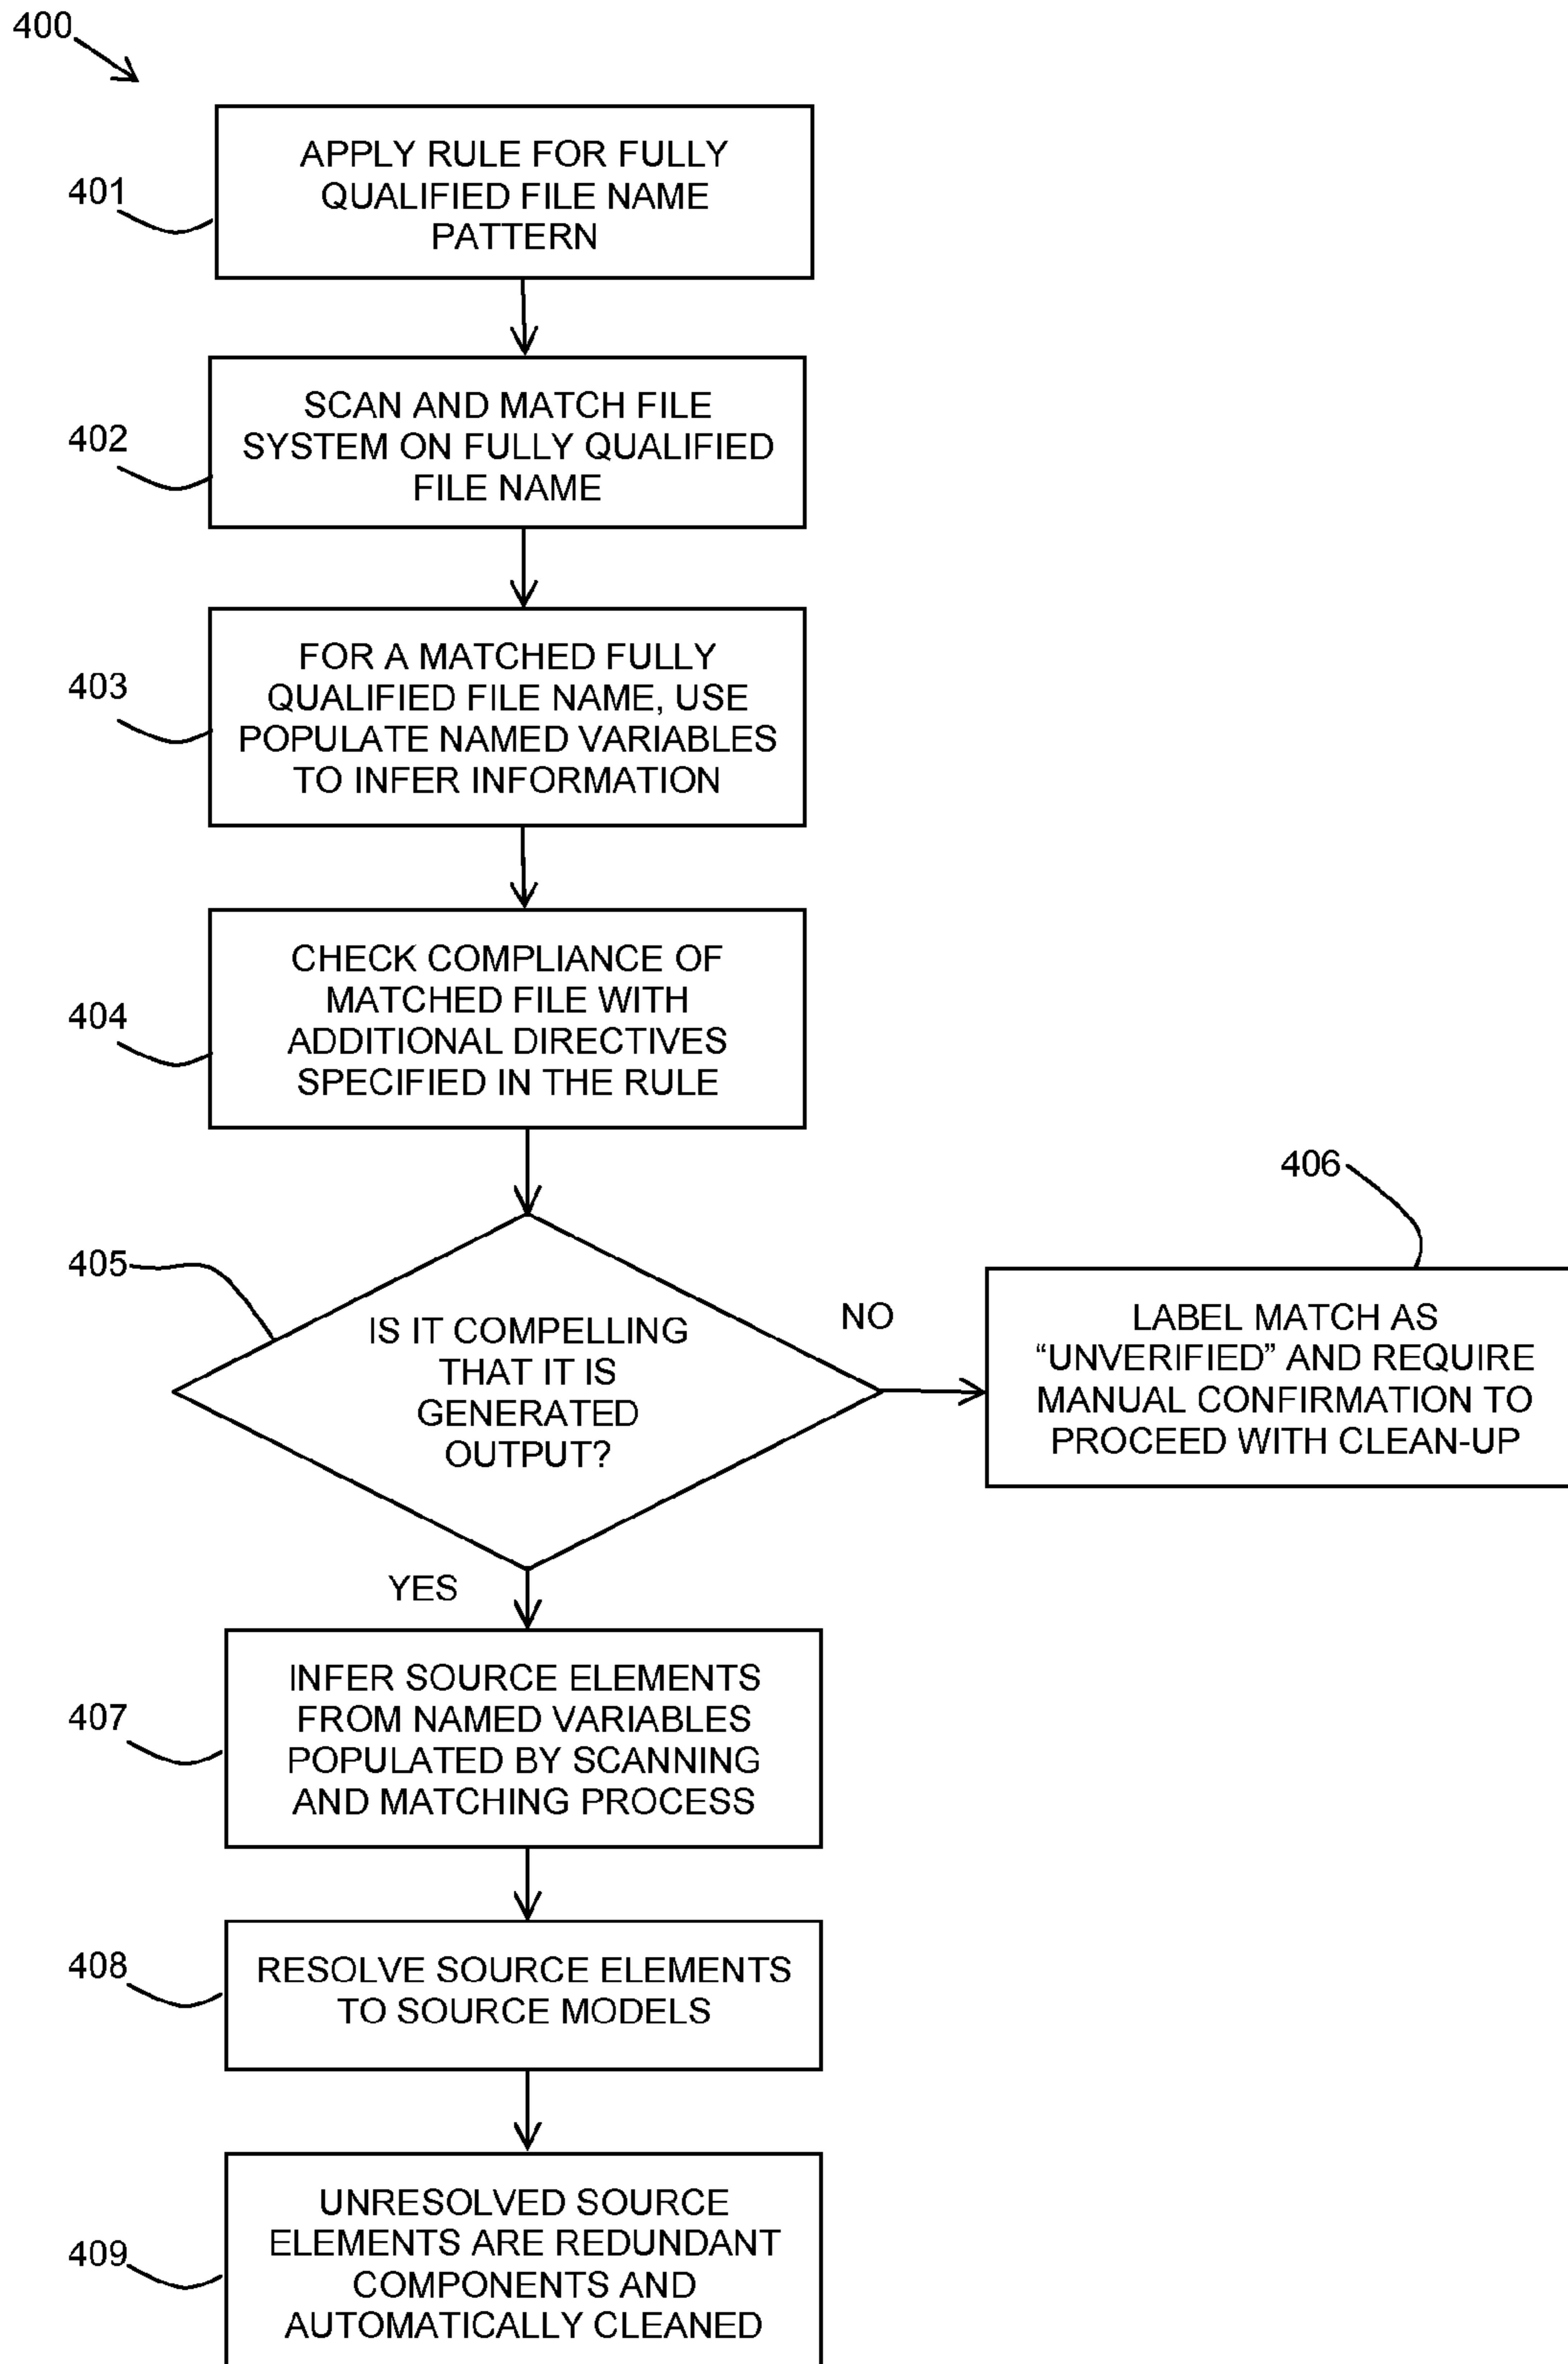 400
401
APPLY RULE FOR FULLY
QUALIFIED FILE NAME
PATTERN
402
SCAN AND MATCH FILE
SYSTEM ON FULLY QUALIFIED
FILE NAME
403
FOR A MATCHED FULLY
QUALIFIED FILE NAME, USE
POPULATE NAMED VARIABLES
TO INFER INFORMATION
404
CHECK COMPLIANCE OF
MATCHED FILE WITH
ADDITIONAL DIRECTIVES
SPECIFIED IN THE RULE
405
IS IT COMPELLING
THAT IT IS
GENERATED
OUTPUT?
NO
406
LABEL MATCH AS
“UNVERIFIED” AND REQUIRE
MANUAL CONFIRMATION TO
PROCEED WITH CLEAN-UP
YES
407
INFER SOURCE ELEMENTS
FROM NAMED VARIABLES
POPULATED BY SCANNING
AND MATCHING PROCESS
408
RESOLVE SOURCE ELEMENTS
TO SOURCE MODELS
409
UNRESOLVED SOURCE
ELEMENTS ARE REDUNDANT
COMPONENTS AND
AUTOMATICALLY CLEANED